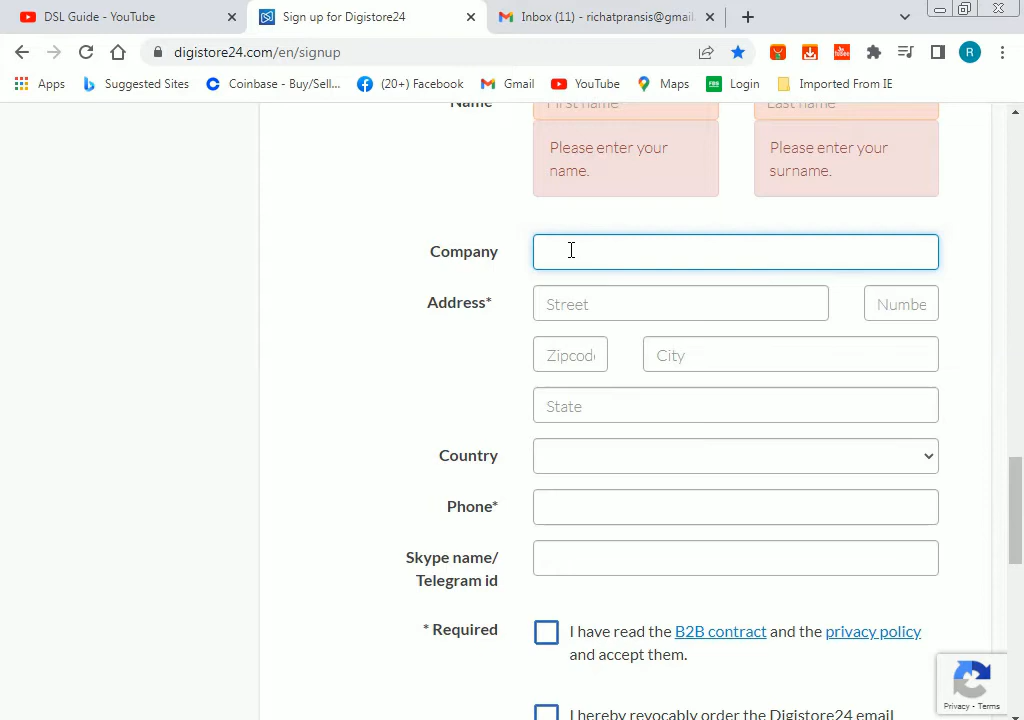 DSL Guide - YouTube
Sign up for Digistore24
Inbox (11) - richatpransis@gmail.
digistore24.com/en/signup
R
Apps
Suggested Sites
Coinbase - Buy/Sell...
(20+) Facebook
Gmail
YouTube
Maps
Login
Imported From IE
Name
First name
Last name
Please enter your
name.
Please enter your
surname.
Company
Address*
Street
Numbe
Zipcod
City
State
Country
Phone*
Skype name/
Telegram id
* Required
I have read the B2B contract and the privacy policy
and accept them.
I hereby revocably order the Digistore24 email
Privacy - Terms